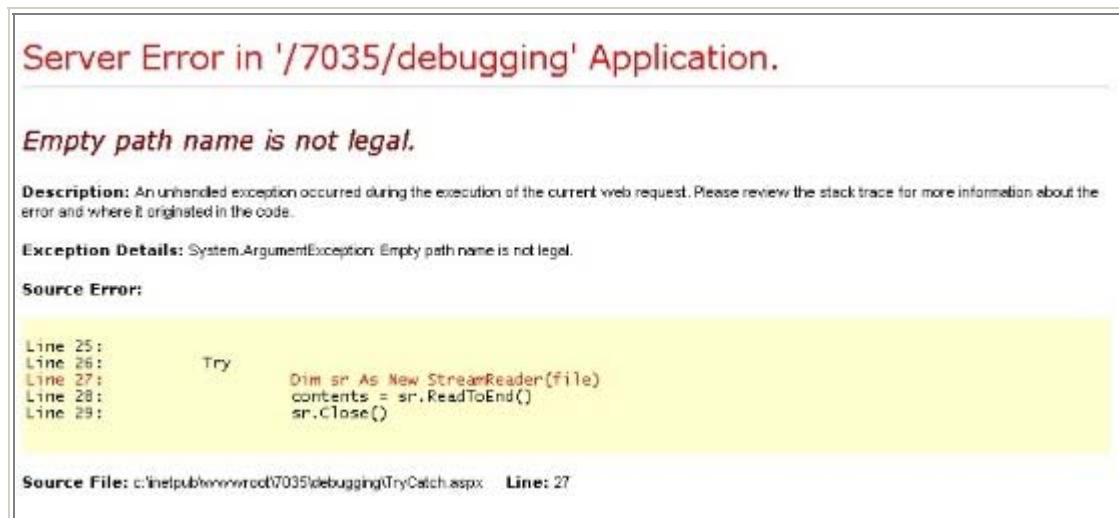 Server Error in '/7035/debugging' Application.
Empty path name is not legal.
Description: An unhandled exception occurred during the execution of the current web request. Please review the stack trace for more information about the
error and where it originated in the code.
Exception Details: System.ArgumentException: Empty path name is not legal.
Source Error:
Line 25:
Line 26: Try
Line 27: Dim sr As New StreamReader(file)
Line 28: contents = sr.ReadToEnd()
Line 29: sr.Close()
Source File: c:\inetpub\wwwroot\7035\debugging\TryCatch.aspx Line: 27